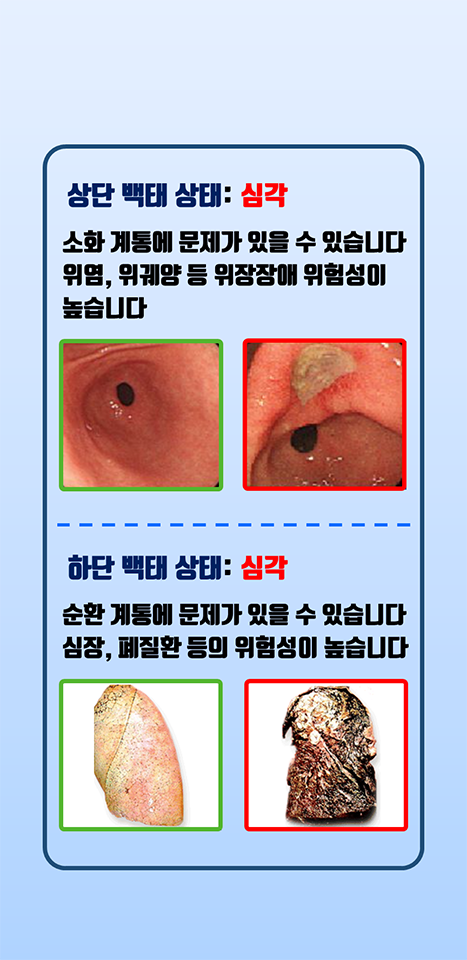 상단 백태 상태: 심각
소화 계통에 문제가 있을 수 있습니다
위염, 위궤양 등 위장장애 위험성이
높습니다
하단 백태 상태: 심각
순환 계통에 문제가 있을 수 있습니다
심장, 폐질환 등의 위험성이 높습니다